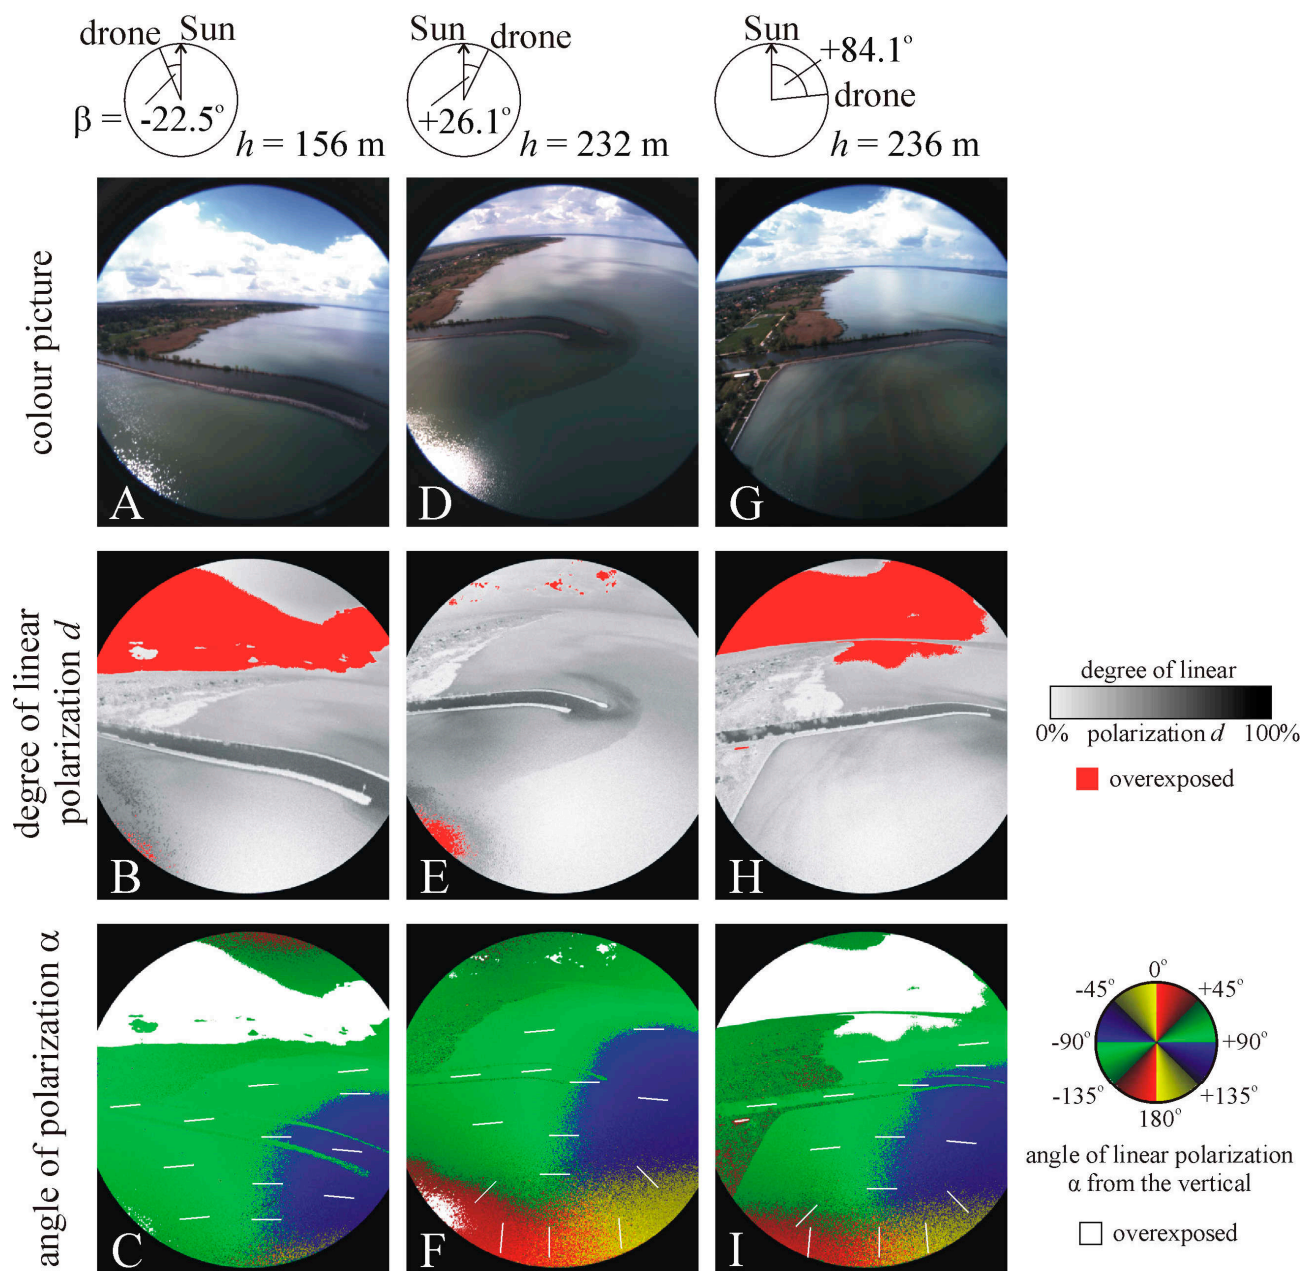 drone Sun
β = -22.5°
h = 156 m
Sun drone
+26.1°
h = 232 m
Sun
+84.1°
drone
h = 236 m
colour picture
A
D
G
degree of linear
polarization d
B
E
H
degree of linear
0% polarization d 100%
overexposed
angle of polarization α
C
F
I
0°
-45° +45°
-90° +90°
-135° +135°
180°
angle of linear polarization
α from the vertical
overexposed